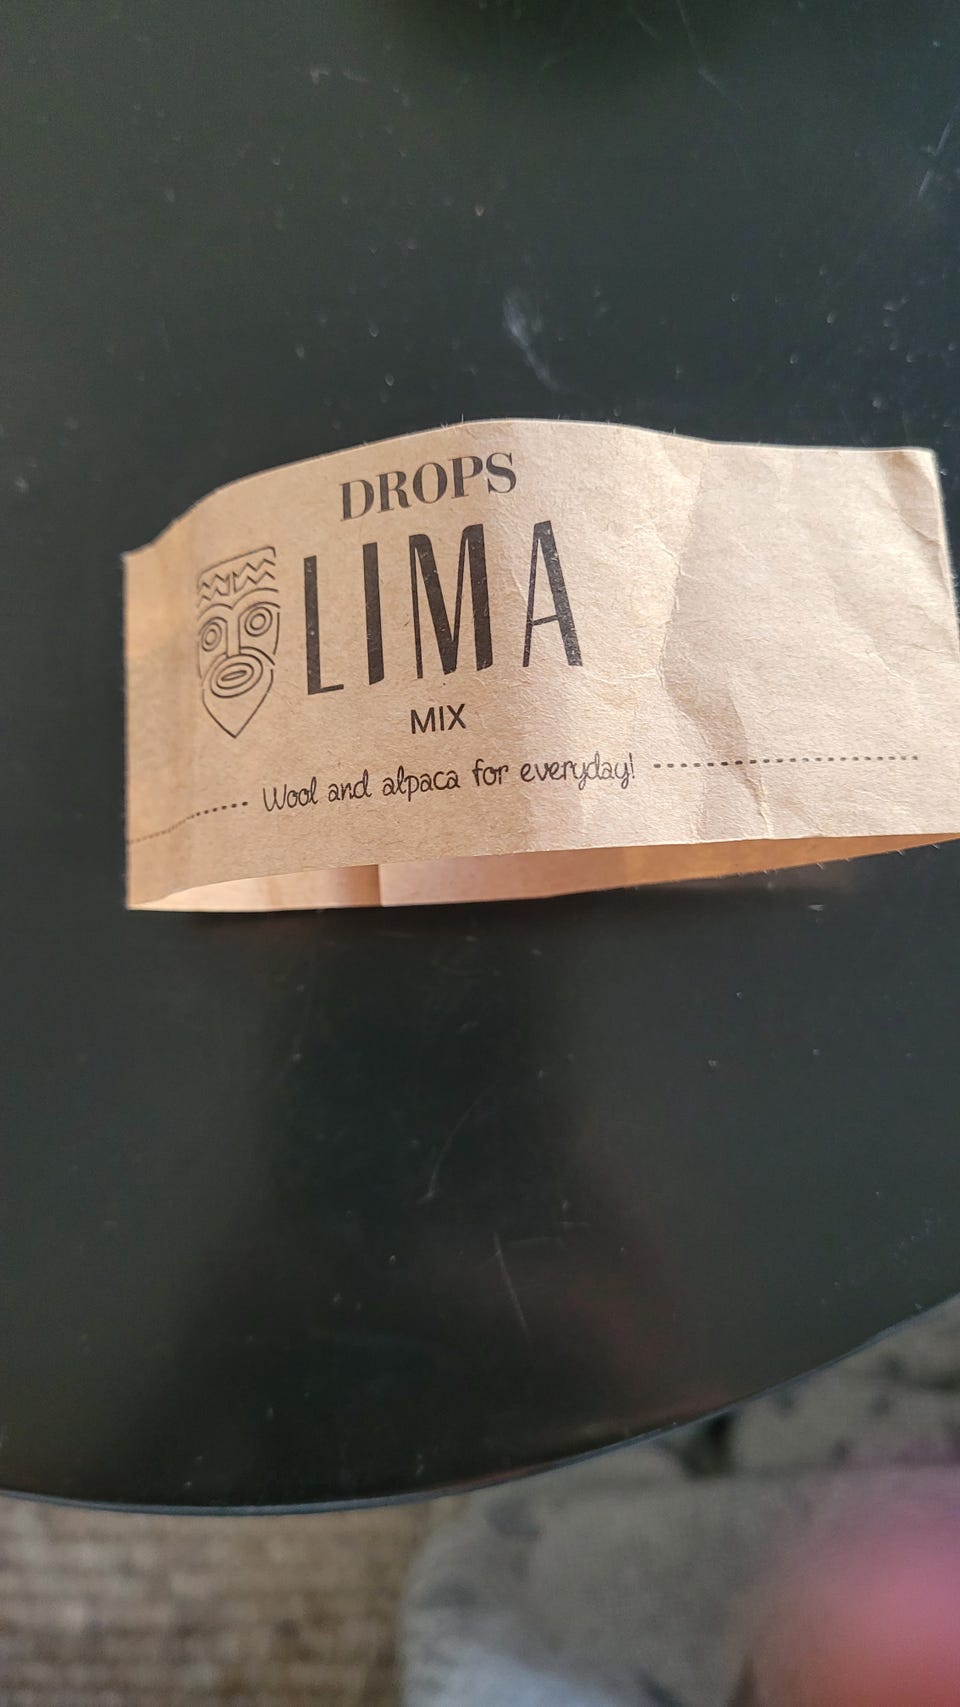 DROPS
LIMA
MIX
Wool and alpaca for everyday!